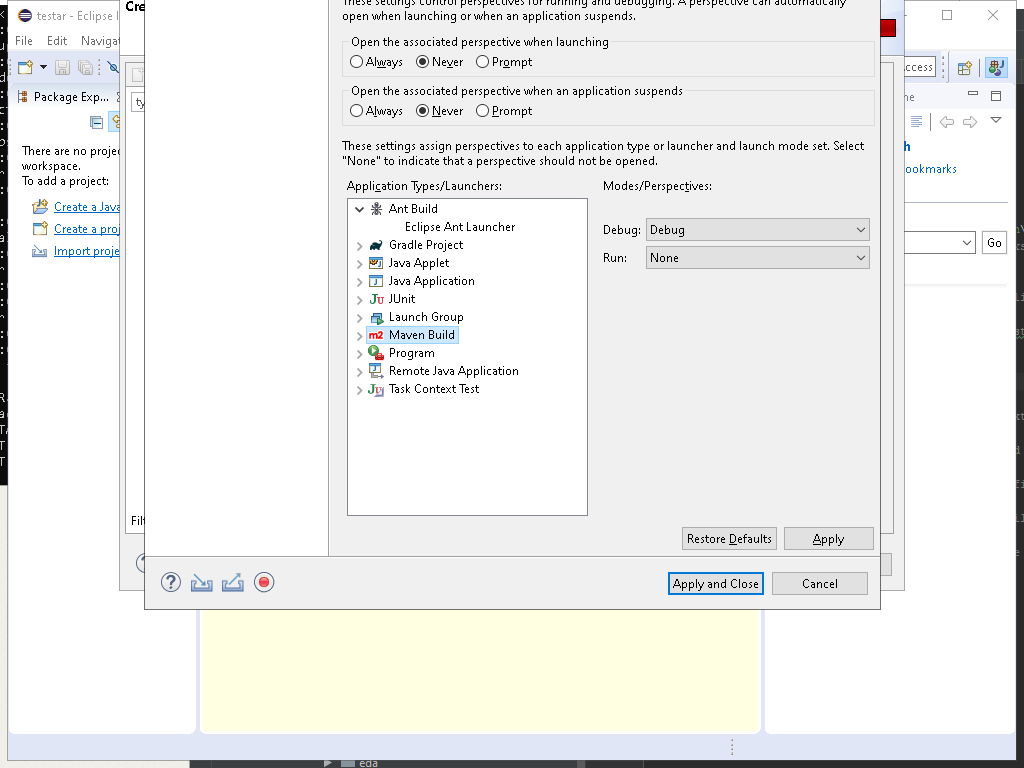 testar - Eclipse I
Cre
These settings control perspectives for running and debugging. A perspective can automatically
open when launching or when an application suspends.
File Edit Navigat
Open the associated perspective when launching
Always Never Prompt
ccess
Package Exp...
Open the associated perspective when an application suspends
ty
Always Never Prompt
There are no proje
workspace.
To add a project:
These settings assign perspectives to each application type or launcher and launch mode set. Select
"None" to indicate that a perspective should not be opened.
ookmarks
Application Types/Launchers:
Modes/Perspectives:
Create a Java
Ant Build
Create a proj
Eclipse Ant Launcher
Debug: Debug
Import proje
Gradle Project
Go
Java Applet
Run: None
Java Application
JUnit
Launch Group
m2 Maven Build
Program
Remote Java Application
Task Context Test
Filt
Restore Defaults
Apply
Apply and Close
Cancel
eda